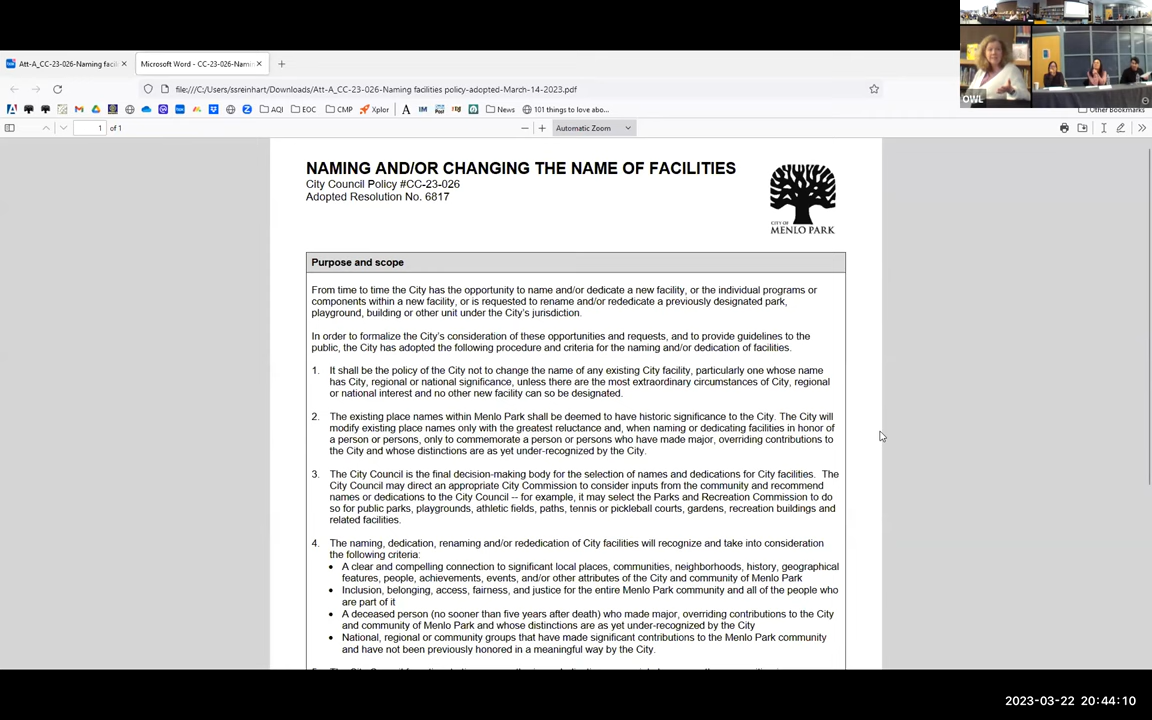 Att-A_CC-23-026-Naming facili
Microsoft Word - CC-23-026-Namin
file:///C:/Users/ssreinhart/Downloads/Att-A_CC-23-026-Naming facilities policy-adopted-March-14-2023.pdf
AQI
EOC
CMP
Xplor
News
101 things to love abo...
Other Bookmarks
1 of 1
Automatic Zoom
OWL
NAMING AND/OR CHANGING THE NAME OF FACILITIES
City Council Policy #CC-23-026
Adopted Resolution No. 6817
CITY OF
MENLO PARK
Purpose and scope
From time to time the City has the opportunity to name and/or dedicate a new facility, or the individual programs or
components within a new facility, or is requested to rename and/or rededicate a previously designated park,
playground, building or other unit under the City's jurisdiction.
In order to formalize the City's consideration of these opportunities and requests, and to provide guidelines to the
public, the City has adopted the following procedure and criteria for the naming and/or dedication of facilities.
1. It shall be the policy of the City not to change the name of any existing City facility, particularly one whose name
has City, regional or national significance, unless there are the most extraordinary circumstances of City, regional
or national interest and no other new facility can so be designated.
2. The existing place names within Menlo Park shall be deemed to have historic significance to the City. The City will
modify existing place names only with the greatest reluctance and, when naming or dedicating facilities in honor of
a person or persons, only to commemorate a person or persons who have made major, overriding contributions to
the City and whose distinctions are as yet under-recognized by the City.
3. The City Council is the final decision-making body for the selection of names and dedications for City facilities. The
City Council may direct an appropriate City Commission to consider inputs from the community and recommend
names or dedications to the City Council -- for example, it may select the Parks and Recreation Commission to do
so for public parks, playgrounds, athletic fields, paths, tennis or pickleball courts, gardens, recreation buildings and
related facilities.
4. The naming, dedication, renaming and/or rededication of City facilities will recognize and take into consideration
the following criteria:
• A clear and compelling connection to significant local places, communities, neighborhoods, history, geographical
features, people, achievements, events, and/or other attributes of the City and community of Menlo Park
• Inclusion, belonging, access, fairness, and justice for the entire Menlo Park community and all of the people who
are part of it
• A deceased person (no sooner than five years after death) who made major, overriding contributions to the City
and community of Menlo Park and whose distinctions are as yet under-recognized by the City
• National, regional or community groups that have made significant contributions to the Menlo Park community
and have not been previously honored in a meaningful way by the City.
2023-03-22 20:44:10